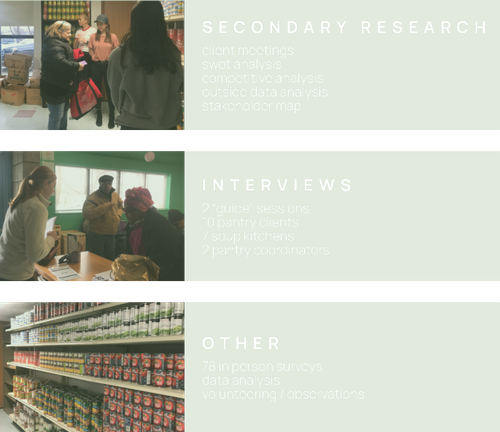 SECONDARY RESEARCH
client meetings
swot analysis
competitive analysis
outside data analysis
stakeholder map
INTERVIEWS
2 "guide" sessions
10 pantry clients
7 soup kitchens
2 pantry coordinators
OTHER
78 in person surveys
data analysis
volunteering / observations